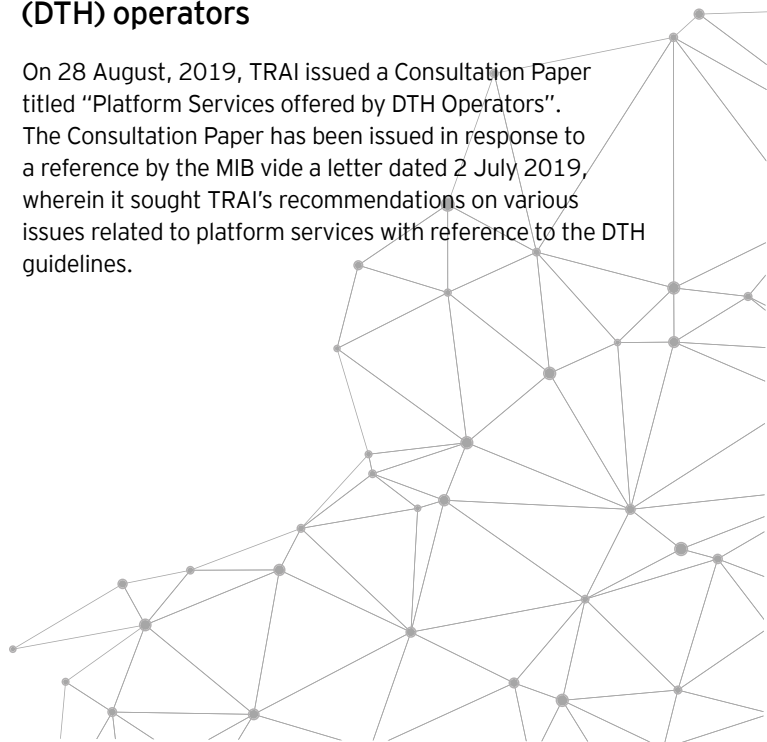 (DTH) operators
On 28 August, 2019, TRAI issued a Consultation Paper
titled “Platform Services offered by DTH Operators”.
The Consultation Paper has been issued in response to
a reference by the MIB vide a letter dated 2 July 2019,
wherein it sought TRAI’s recommendations on various
issues related to platform services with reference to the DTH
guidelines.